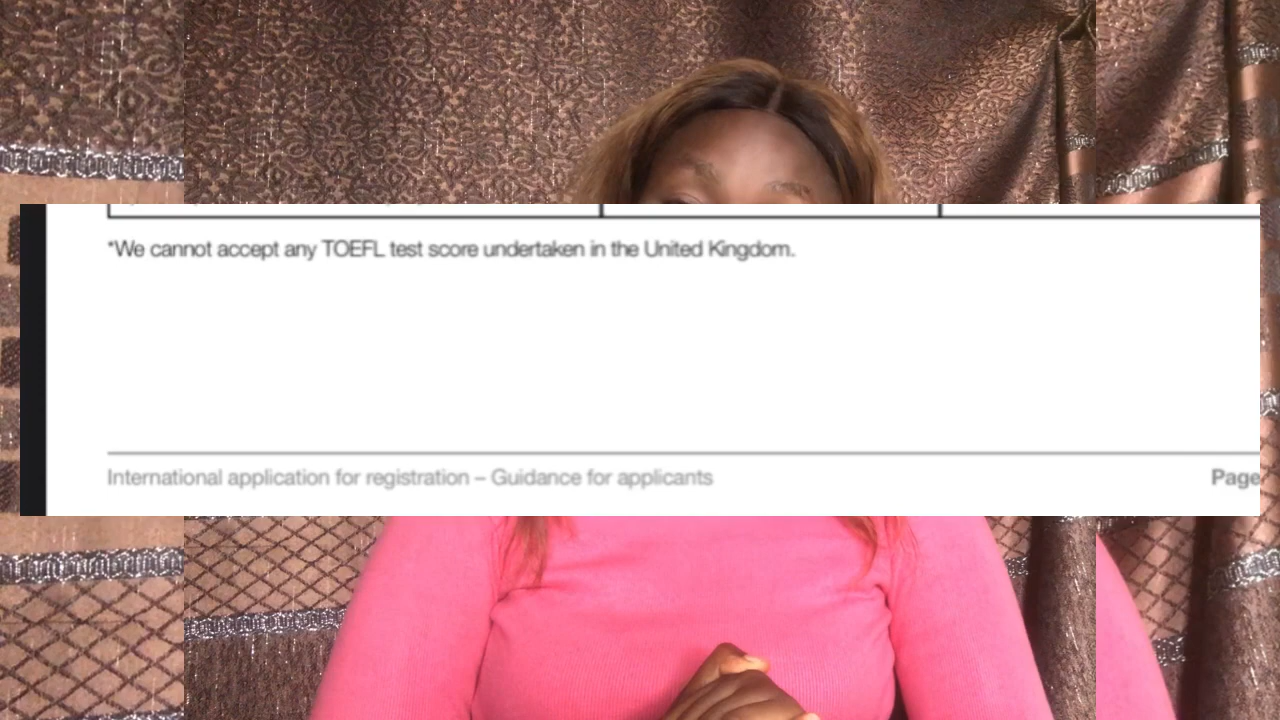 *We cannot accept any TOEFL test score undertaken in the United Kingdom.
International application for registration – Guidance for applicants
Page